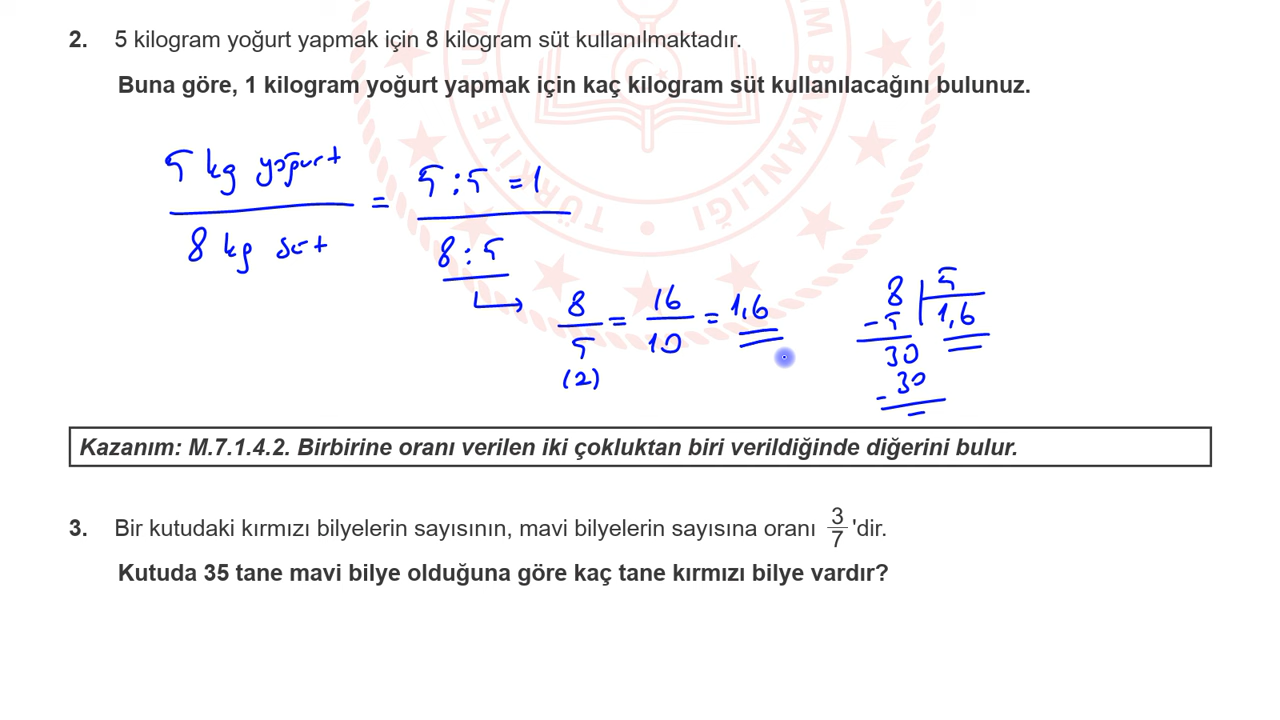 2. 5 kilogram yoğurt yapmak için 8 kilogram süt kullanılmaktadır.
Buna göre, 1 kilogram yoğurt yapmak için kaç kilogram süt kullanılacağını bulunuz.
5 kg yoğurt / 8 kg süt = 5 : 5 = 1 / 8 : 5
8/5 = 16/10 = 1,6
(2)
8 | 5
- 5 | 1,6
30
- 30
Kazanım: M.7.1.4.2. Birbirine oranı verilen iki çokluktan biri verildiğinde diğerini bulur.
3. Bir kutudaki kırmızı bilyelerin sayısının, mavi bilyelerin sayısına oranı 3/7 'dir.
Kutuda 35 tane mavi bilye olduğuna göre kaç tane kırmızı bilye vardır?
TÜRKİYE
BAKANLIĞI